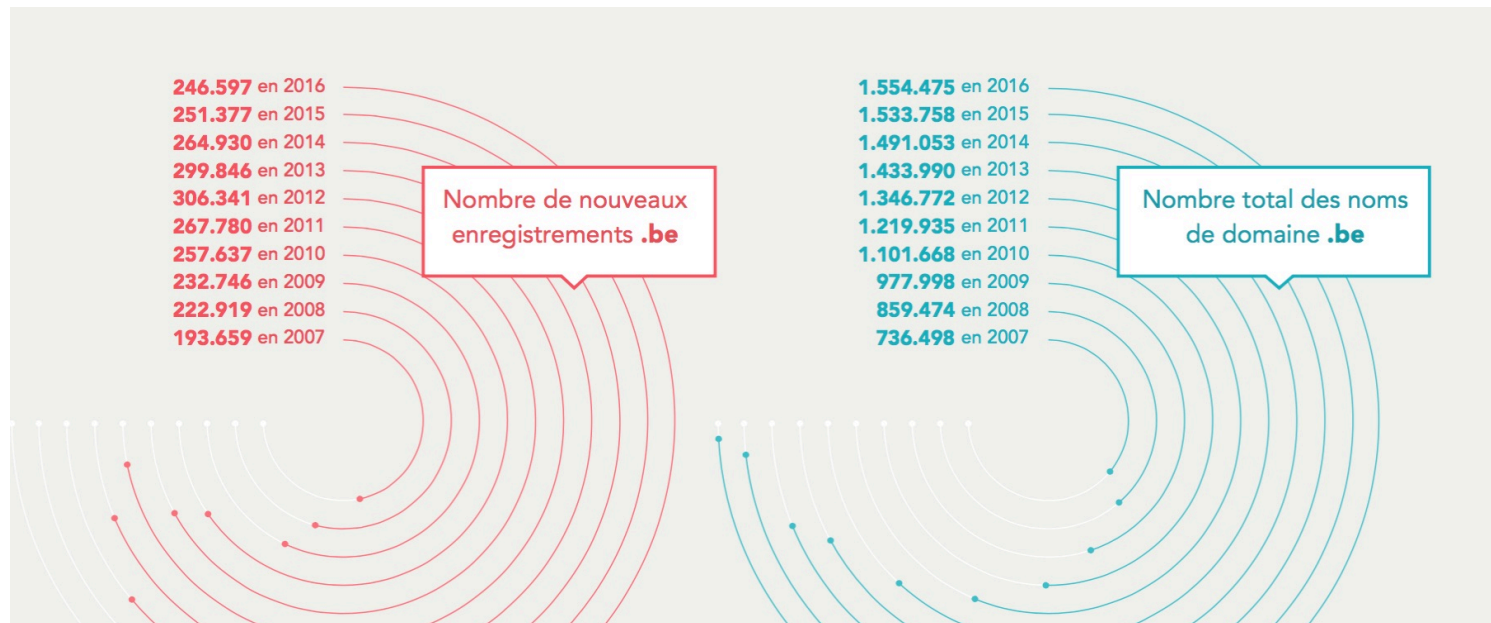 246.597 en 2016
251.377 en 2015
264.930 en 2014
299.846 en 2013
306.341 en 2012
267.780 en 2011
257.637 en 2010
232.746 en 2009
222.919 en 2008
193.659 en 2007
Nombre de nouveaux
enregistrements .be
1.554.475 en 2016
1.533.758 en 2015
1.491.053 en 2014
1.433.990 en 2013
1.346.772 en 2012
1.219.935 en 2011
1.101.668 en 2010
977.998 en 2009
859.474 en 2008
736.498 en 2007
Nombre total des noms
de domaine .be